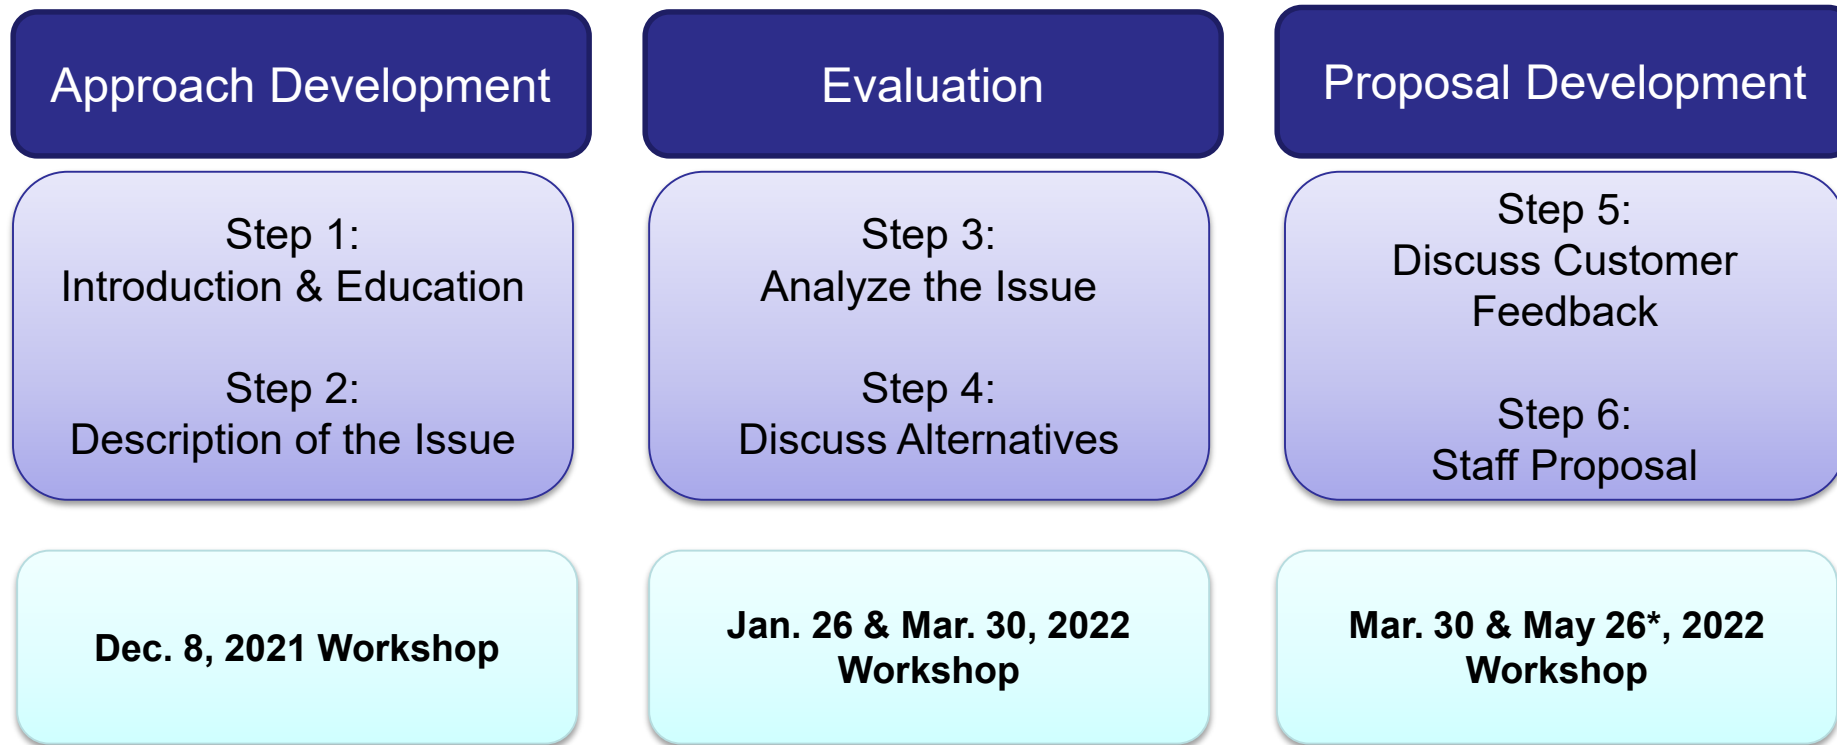 Approach Development
Step 1:
Introduction & Education
Step 2:
Description of the Issue
Dec. 8, 2021 Workshop
Evaluation
Step 3:
Analyze the Issue
Step 4:
Discuss Alternatives
Jan. 26 & Mar. 30, 2022
Workshop
Proposal Development
Step 5:
Discuss Customer
Feedback
Step 6:
Staff Proposal
Mar. 30 & May 26*, 2022
Workshop